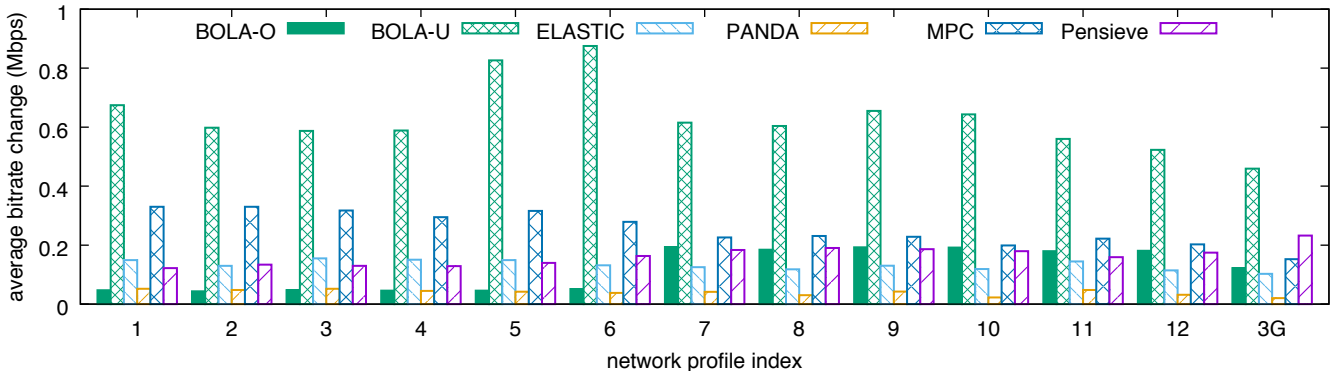 average bitrate change (Mbps)
1
0.8
0.6
0.4
0.2
0
BOLA-O BOLA-U ELASTIC PANDA MPC Pensieve
1 2 3 4 5 6 7 8 9 10 11 12 3G
network profile index